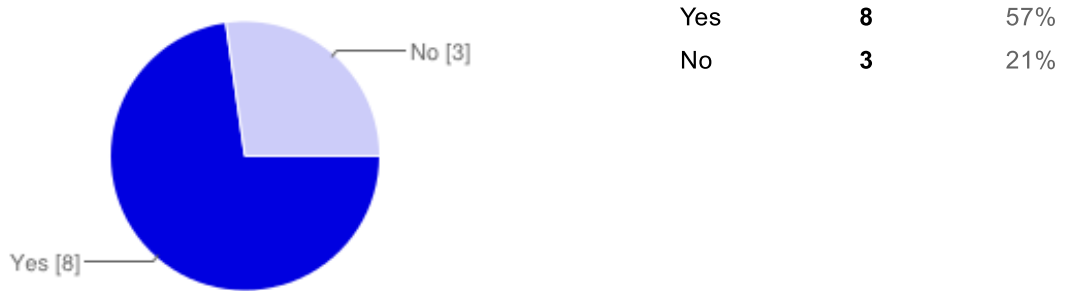 Yes 8 57%
No [3]
No 3 21%
Yes [8]